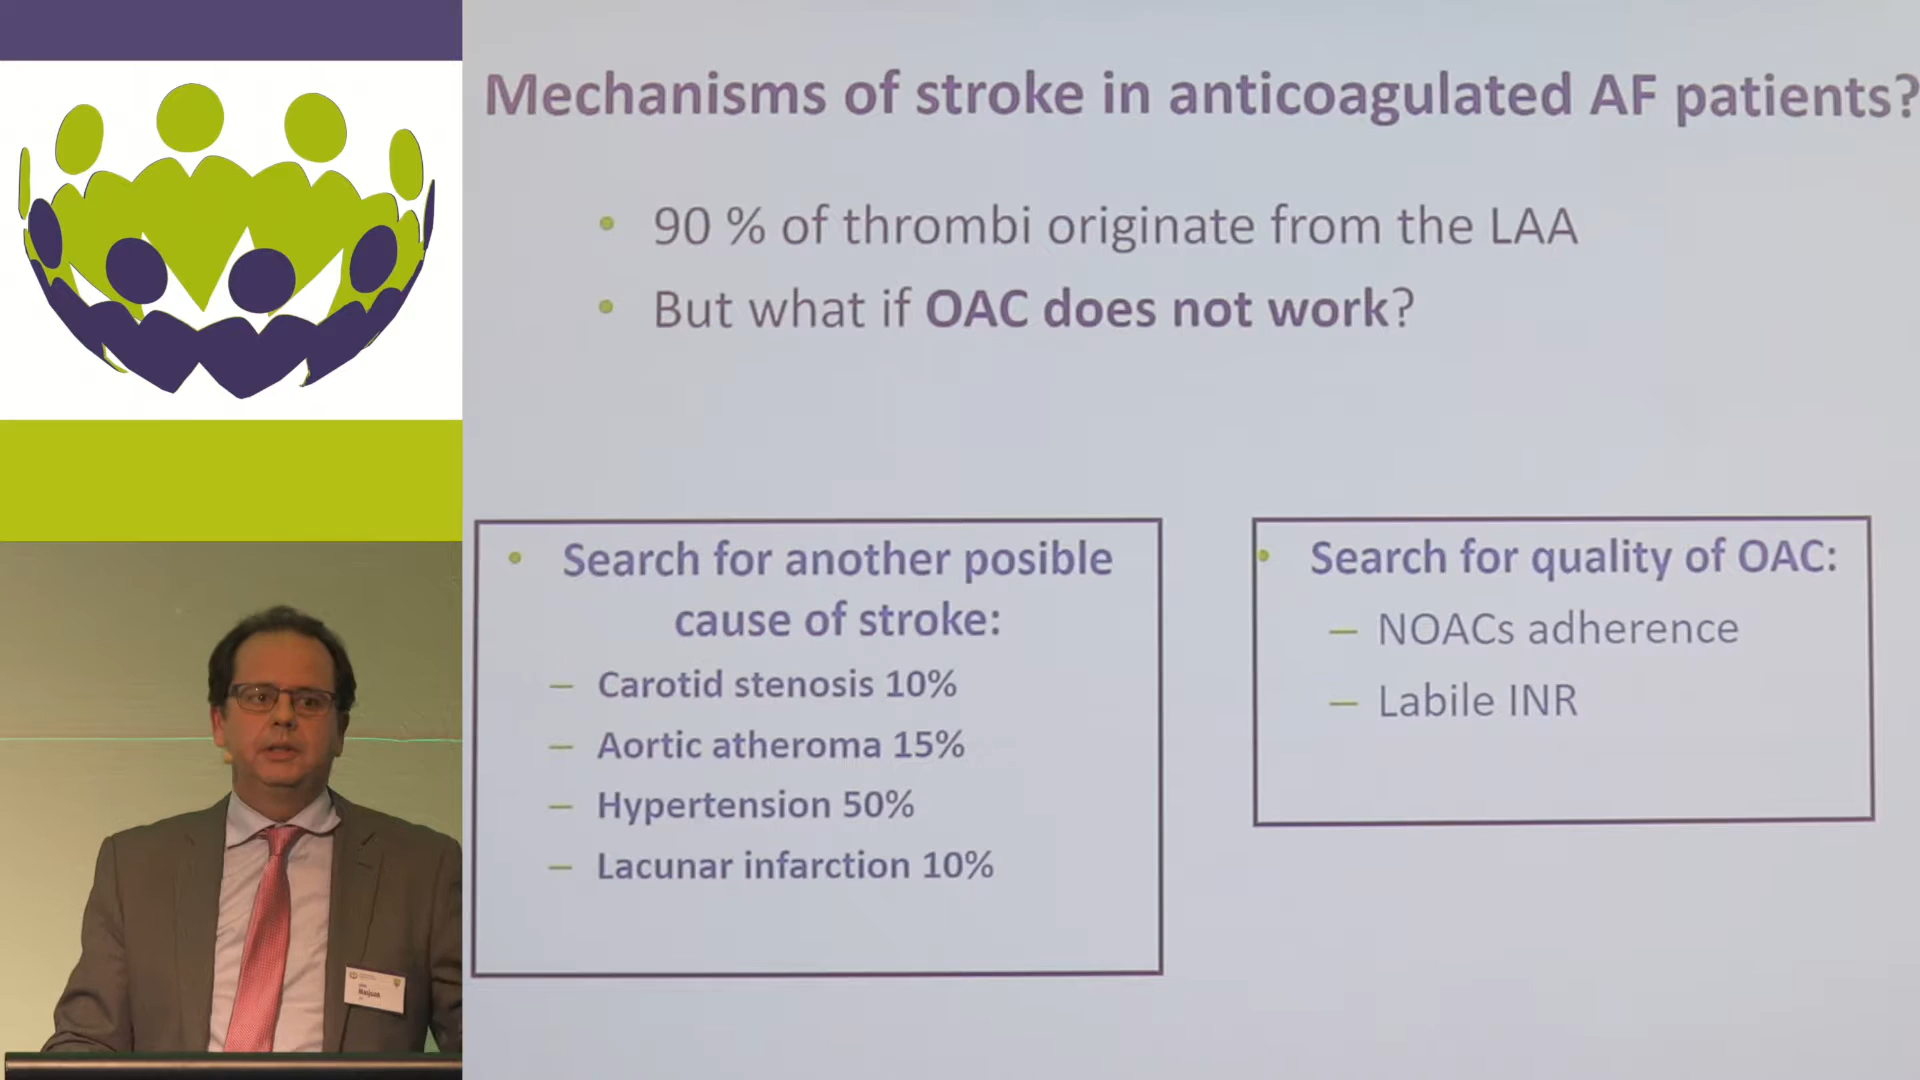 Mechanisms of stroke in anticoagulated AF patients?
• 90 % of thrombi originate from the LAA
• But what if OAC does not work?
• Search for another posible
cause of stroke:
– Carotid stenosis 10%
– Aortic atheroma 15%
– Hypertension 50%
– Lacunar infarction 10%
• Search for quality of OAC:
– NOACs adherence
– Labile INR